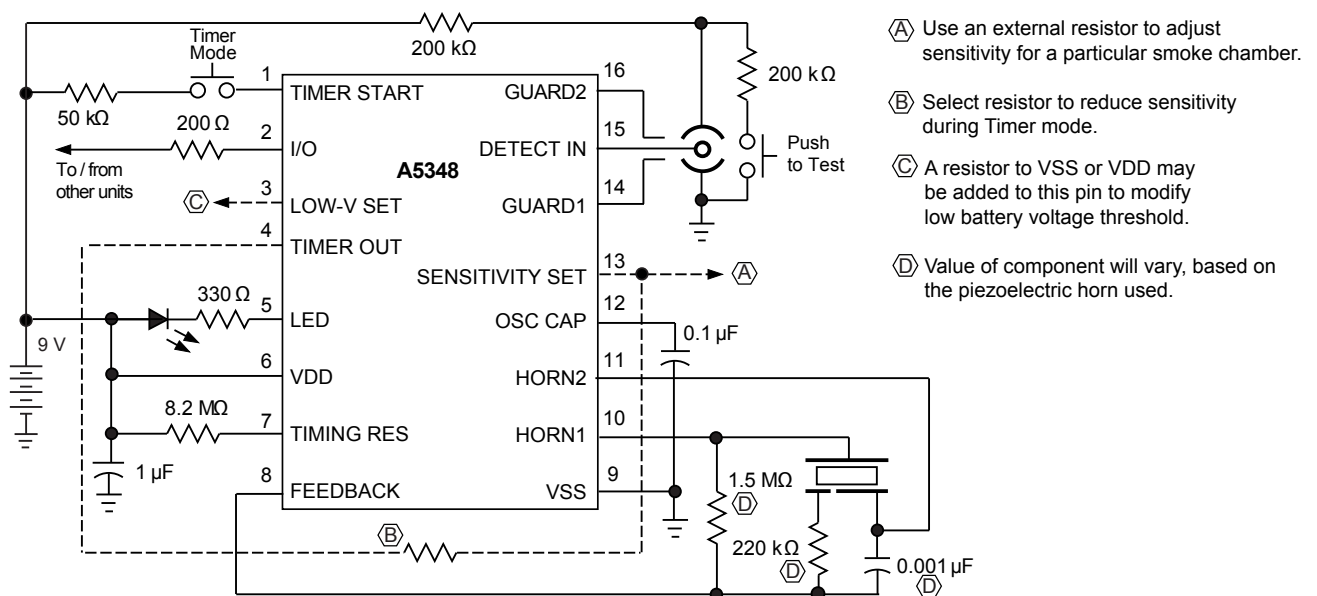 200 kΩ
Timer
Mode
50 kΩ
200 Ω
To / from
other units
C
1
TIMER START
2
I/O
3
LOW-V SET
4
TIMER OUT
330 Ω
5
LED
9 V
6
VDD
8.2 MΩ
7
TIMING RES
1 µF
8
FEEDBACK
B
A5348
16
GUARD2
15
DETECT IN
14
GUARD1
13
SENSITIVITY SET
A
12
OSC CAP
0.1 µF
11
HORN2
10
HORN1
9
VSS
200 kΩ
Push
to Test
1.5 MΩ
D
220 kΩ
D
0.001 µF
D
A Use an external resistor to adjust
sensitivity for a particular smoke chamber.
B Select resistor to reduce sensitivity
during Timer mode.
C A resistor to VSS or VDD may
be added to this pin to modify
low battery voltage threshold.
D Value of component will vary, based on
the piezoelectric horn used.